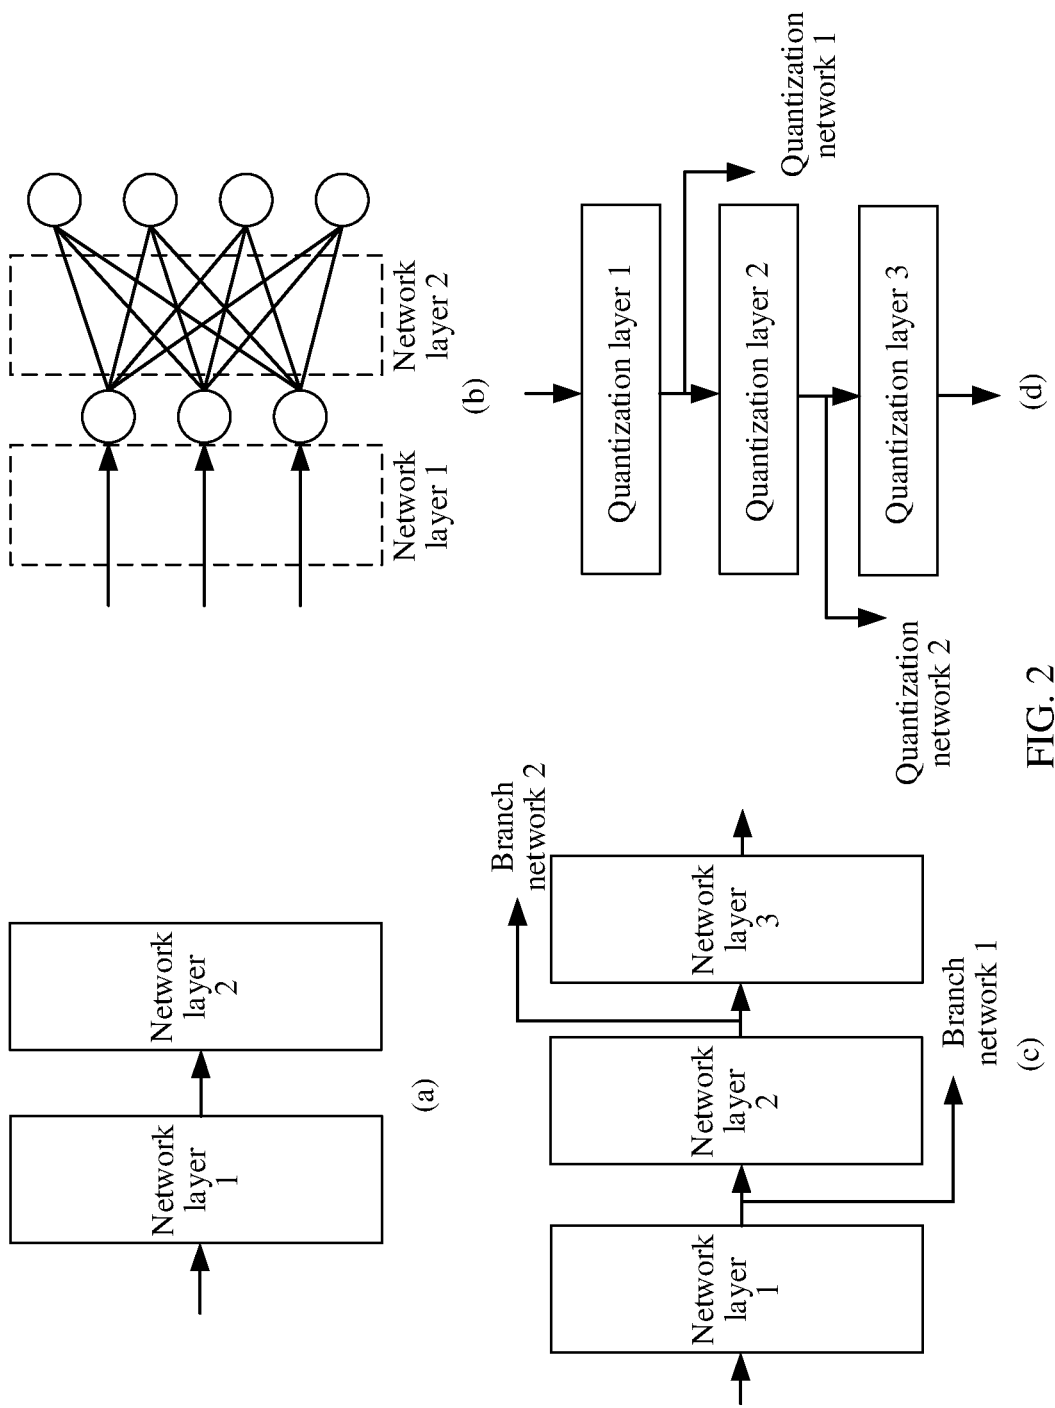 Network
layer
1
Network
layer
2
(a)
Network
layer 1
Network
layer 2
(b)
Network
layer
1
Network
layer
2
Network
layer
3
Branch
network 1
Branch
network 2
(c)
Quantization layer 1
Quantization layer 2
Quantization layer 3
Quantization
network 1
Quantization
network 2
(d)
FIG. 2